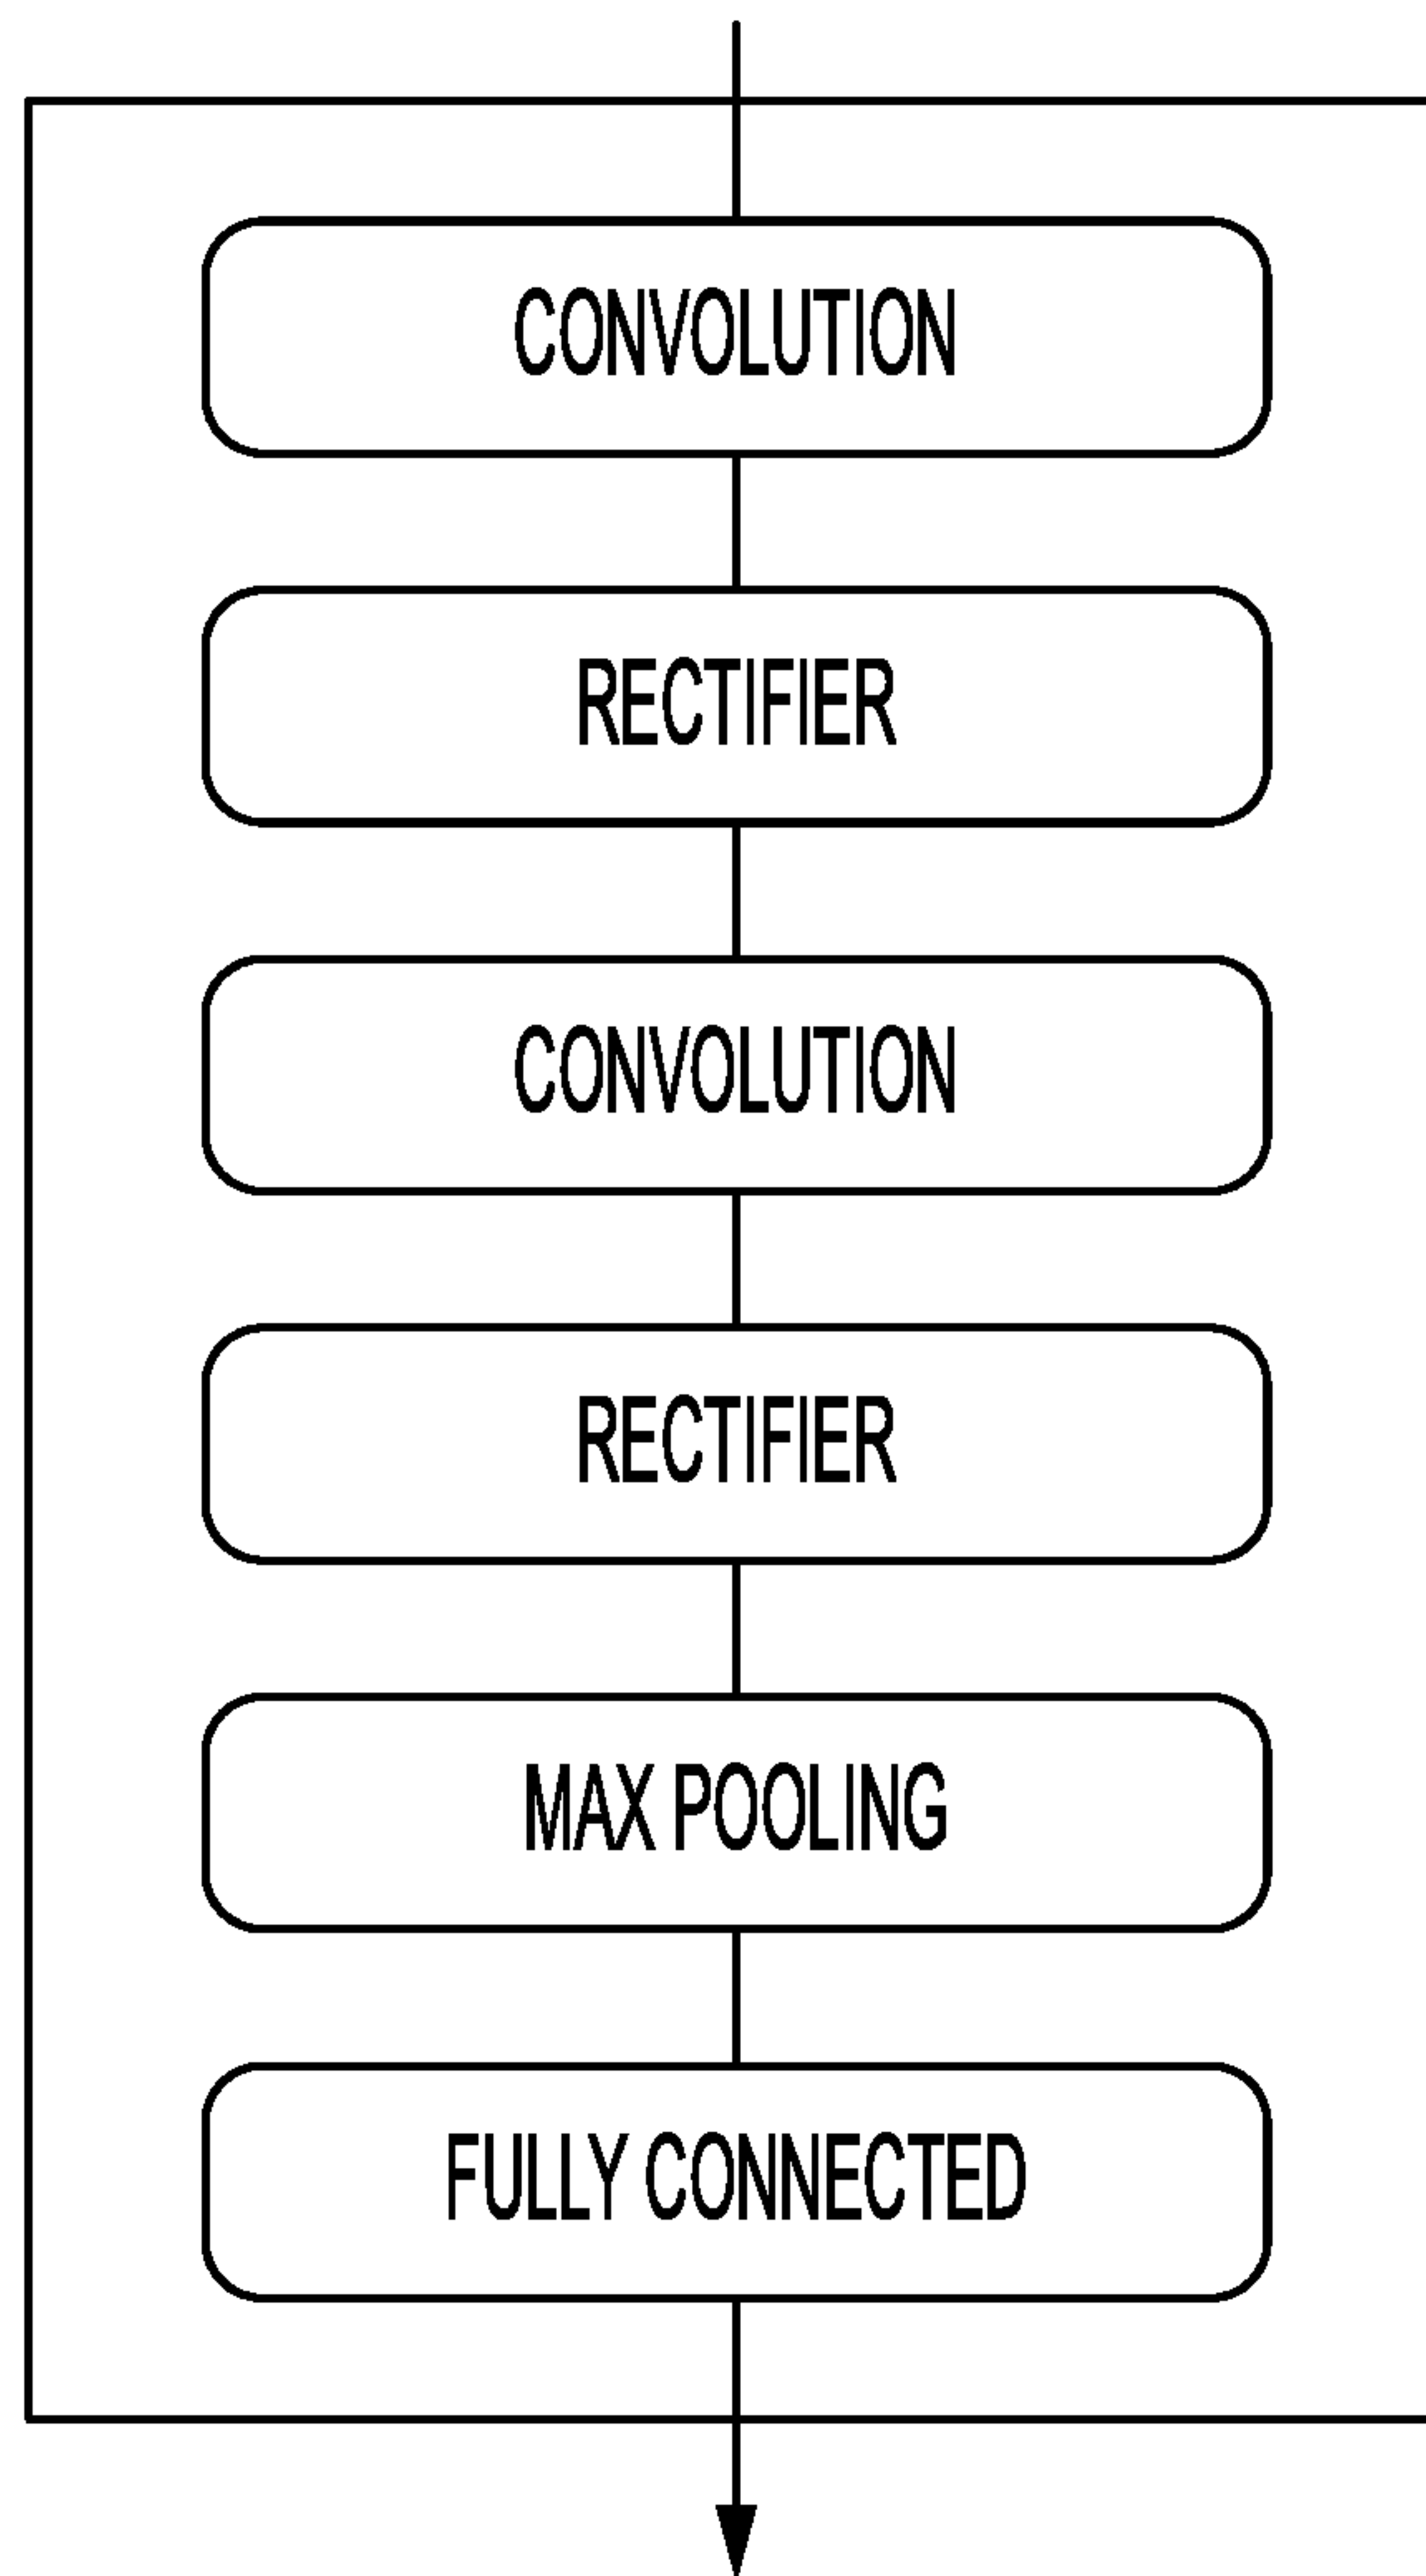 CONVOLUTION
RECTIFIER
CONVOLUTION
RECTIFIER
MAX POOLING
FULLY CONNECTED